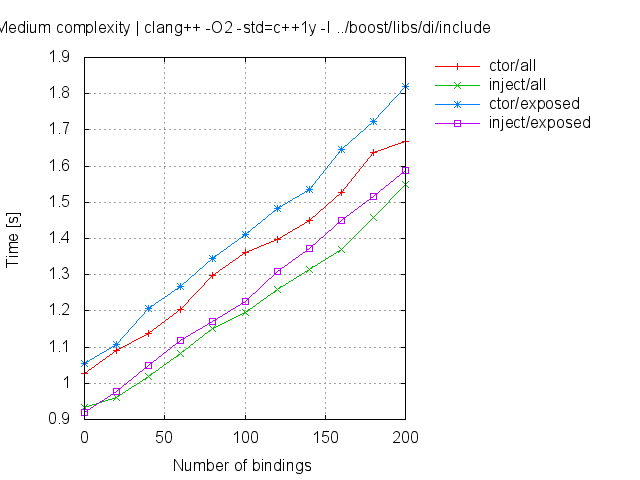 Medium complexity | clang++ -O2 -std=c++1y -I ../boost/libs/di/include
ctor/all
inject/all
ctor/exposed
inject/exposed
1.9
1.8
1.7
1.6
1.5
1.4
1.3
1.2
1.1
1
0.9
Time [s]
0 50 100 150 200
Number of bindings